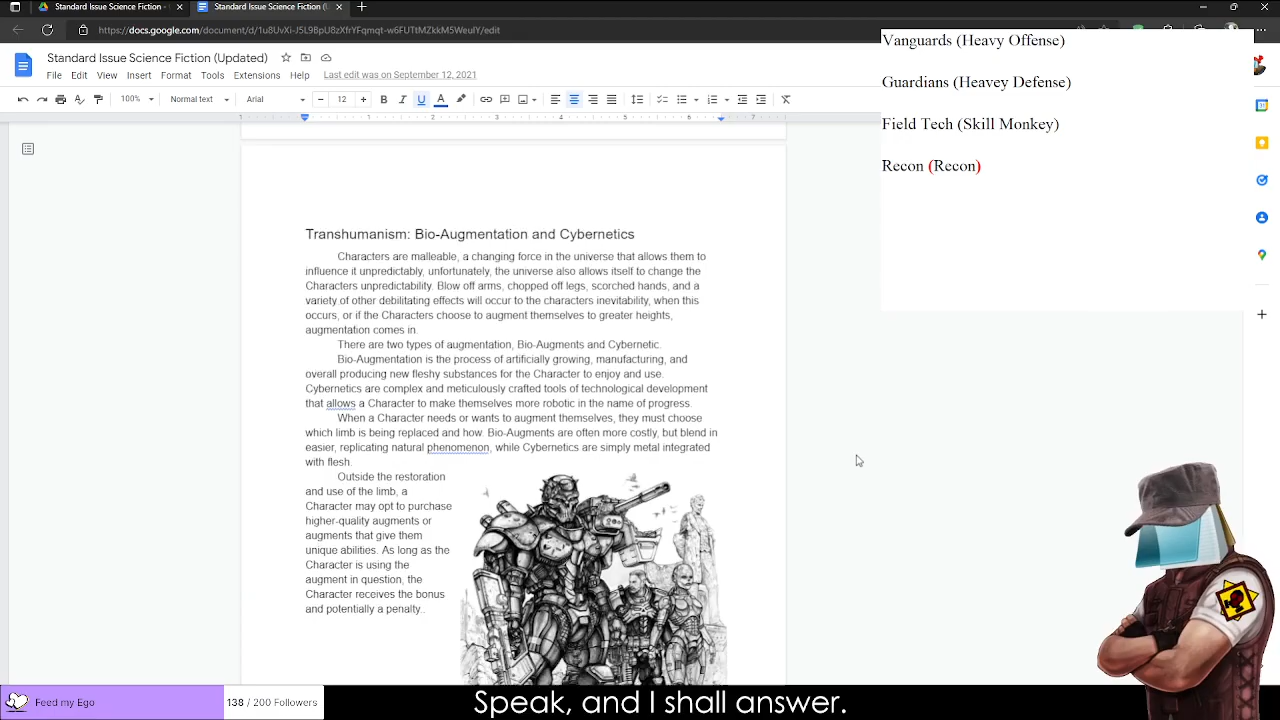 Standard Issue Science Fiction (
Standard Issue Science Fiction (Updated)
https://docs.google.com/document/d/1u8UvXi-J5L9BpU8zXfrYFqmqt-w6FUTtMZkkM5WeuIY/edit
Standard Issue Science Fiction (Updated)
File Edit View Insert Format Tools Extensions Help Last edit was on September 12, 2021
100% Normal text Arial 12 B I U A
1 1 2 3 4 5 6 7
Vanguards (Heavy Offense)
Guardians (Heavey Defense)
Field Tech (Skill Monkey)
Recon (Recon)
31
Transhumanism: Bio-Augmentation and Cybernetics
Characters are malleable, a changing force in the universe that allows them to
influence it unpredictably, unfortunately, the universe also allows itself to change the
Characters unpredictability. Blow off arms, chopped off legs, scorched hands, and a
variety of other debilitating effects will occur to the characters inevitability, when this
occurs, or if the Characters choose to augment themselves to greater heights,
augmentation comes in.
There are two types of augmentation, Bio-Augments and Cybernetic.
Bio-Augmentation is the process of artificially growing, manufacturing, and
overall producing new fleshy substances for the Character to enjoy and use.
Cybernetics are complex and meticulously crafted tools of technological development
that allows a Character to make themselves more robotic in the name of progress.
When a Character needs or wants to augment themselves, they must choose
which limb is being replaced and how. Bio-Augments are often more costly, but blend in
easier, replicating natural phenomenon, while Cybernetics are simply metal integrated
with flesh.
Outside the restoration
and use of the limb, a
Character may opt to purchase
higher-quality augments or
augments that give them
unique abilities. As long as the
Character is using the
augment in question, the
Character receives the bonus
and potentially a penalty..
Feed my Ego 138 / 200 Followers
Speak, and I shall answer.